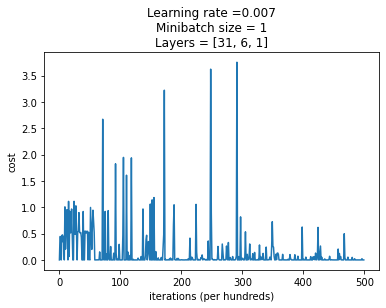 Learning rate =0.007
Minibatch size = 1
Layers = [31, 6, 1]
cost
3.5
3.0
2.5
2.0
1.5
1.0
0.5
0.0
0
100
200
300
400
500
iterations (per hundreds)